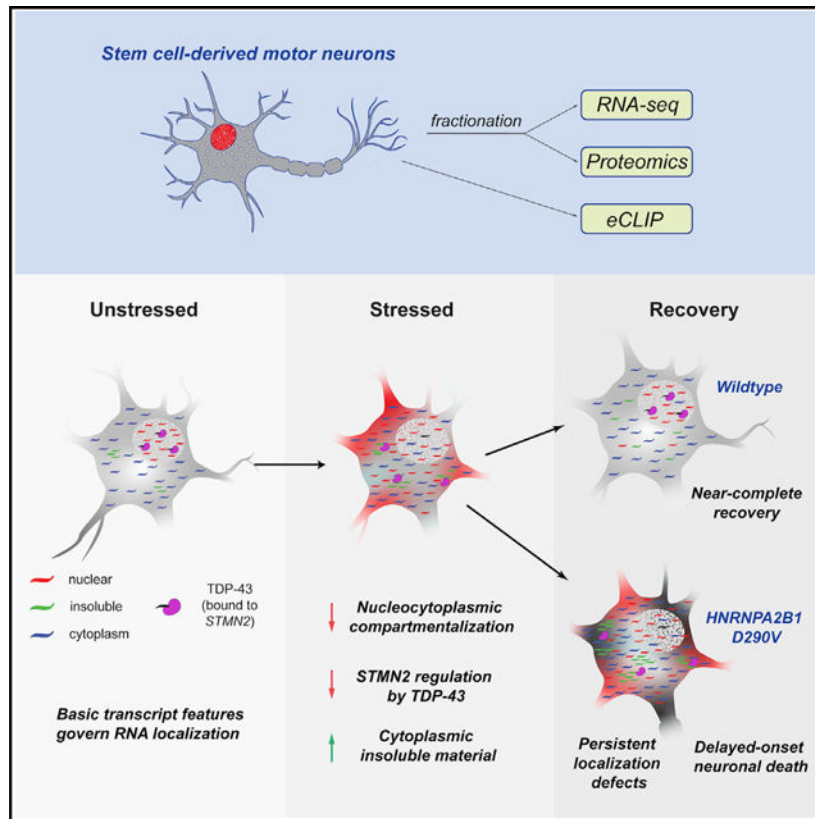 Stem cell-derived motor neurons
fractionation
RNA-seq
Proteomics
eCLIP
Unstressed
Stressed
Recovery
Wildtype
Near-complete
recovery
nuclear
insoluble
cytoplasm
TDP-43
(bound to
STMN2)
Basic transcript features
govern RNA localization
Nucleocytoplasmic
compartmentalization
STMN2 regulation
by TDP-43
Cytoplasmic
insoluble material
HNRNPA2B1
D290V
Persistent
localization
defects
Delayed-onset
neuronal death